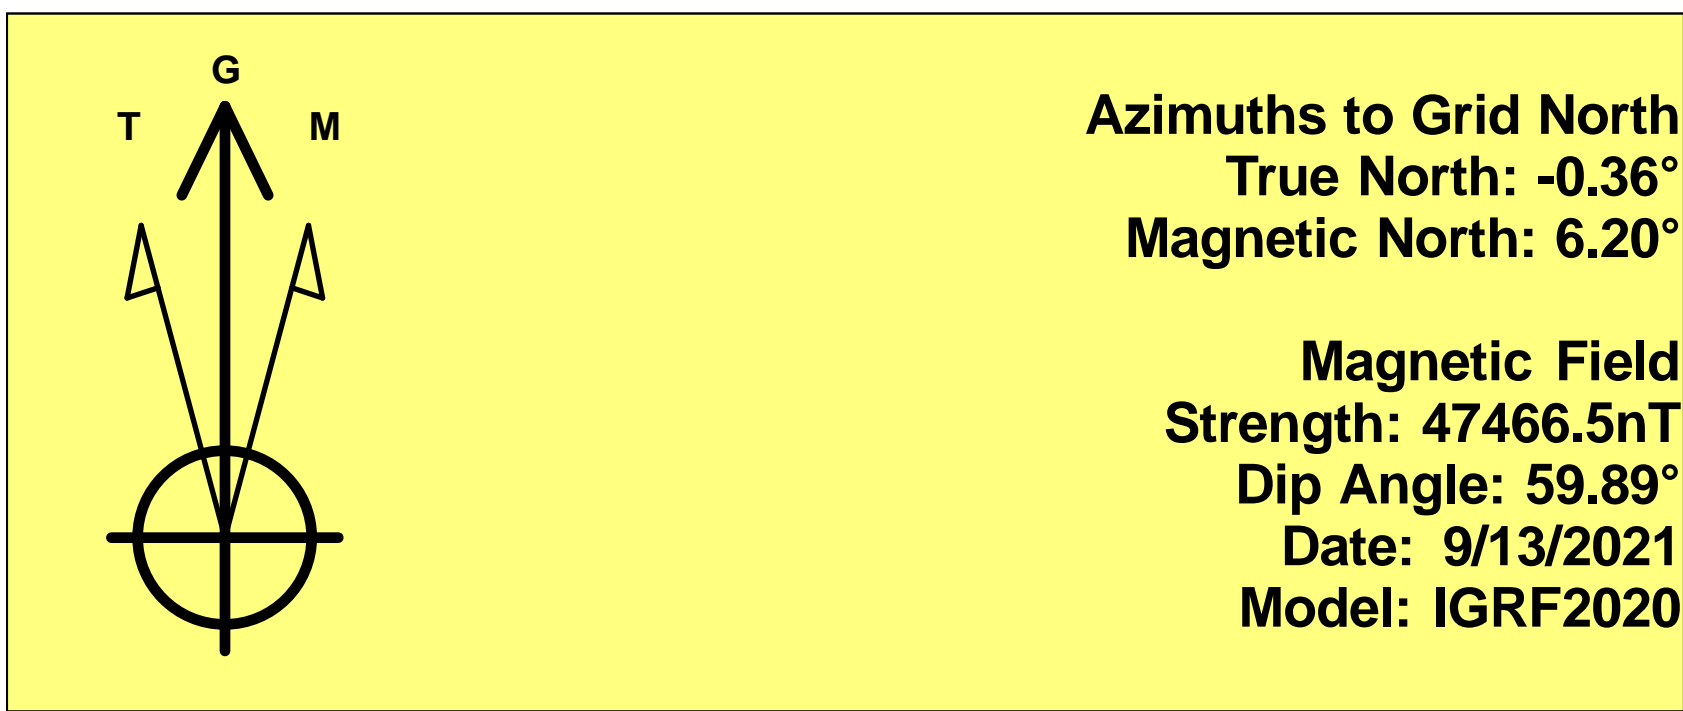 G
T
M
Azimuths to Grid North
True North: -0.36°
Magnetic North: 6.20°
Magnetic Field
Strength: 47466.5nT
Dip Angle: 59.89°
Date: 9/13/2021
Model: IGRF2020